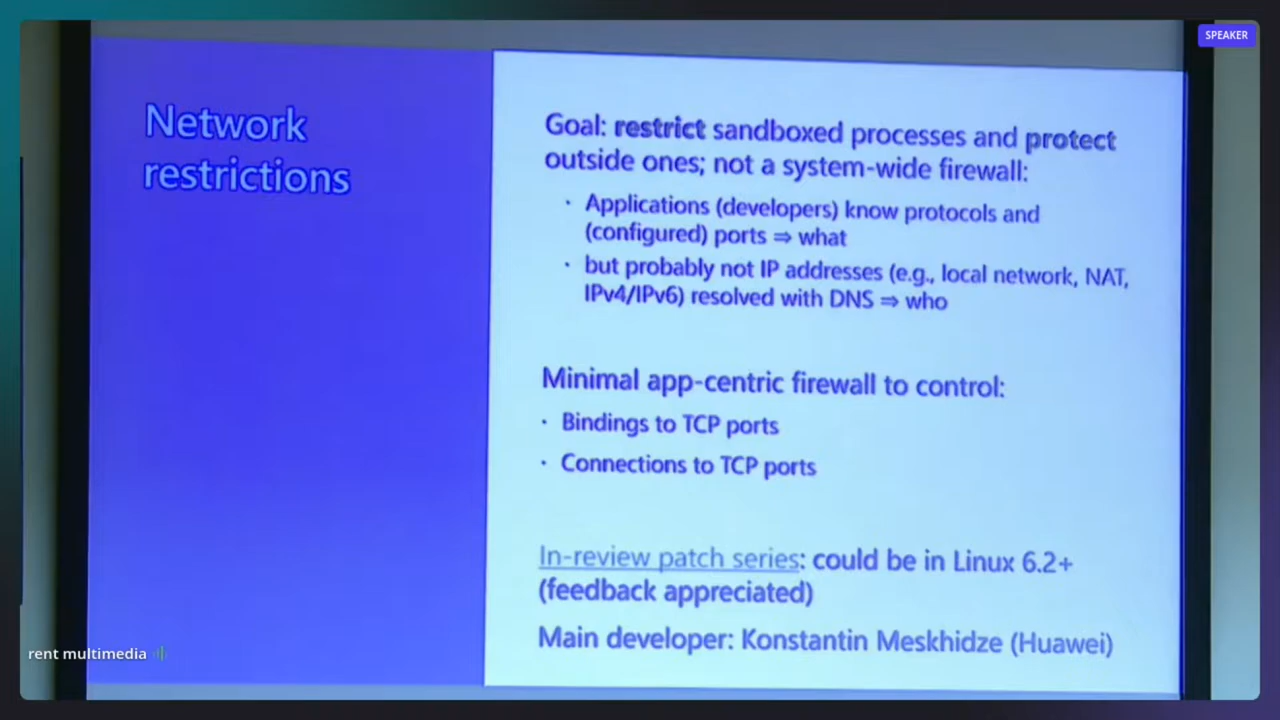 SPEAKER
Network
restrictions
Goal: restrict sandboxed processes and protect
outside ones; not a system-wide firewall:
· Applications (developers) know protocols and
(configured) ports ⇒ what
· but probably not IP addresses (e.g., local network, NAT,
IPv4/IPv6) resolved with DNS ⇒ who
Minimal app-centric firewall to control:
· Bindings to TCP ports
· Connections to TCP ports
In-review patch series: could be in Linux 6.2+
(feedback appreciated)
Main developer: Konstantin Meskhidze (Huawei)
rent multimedia